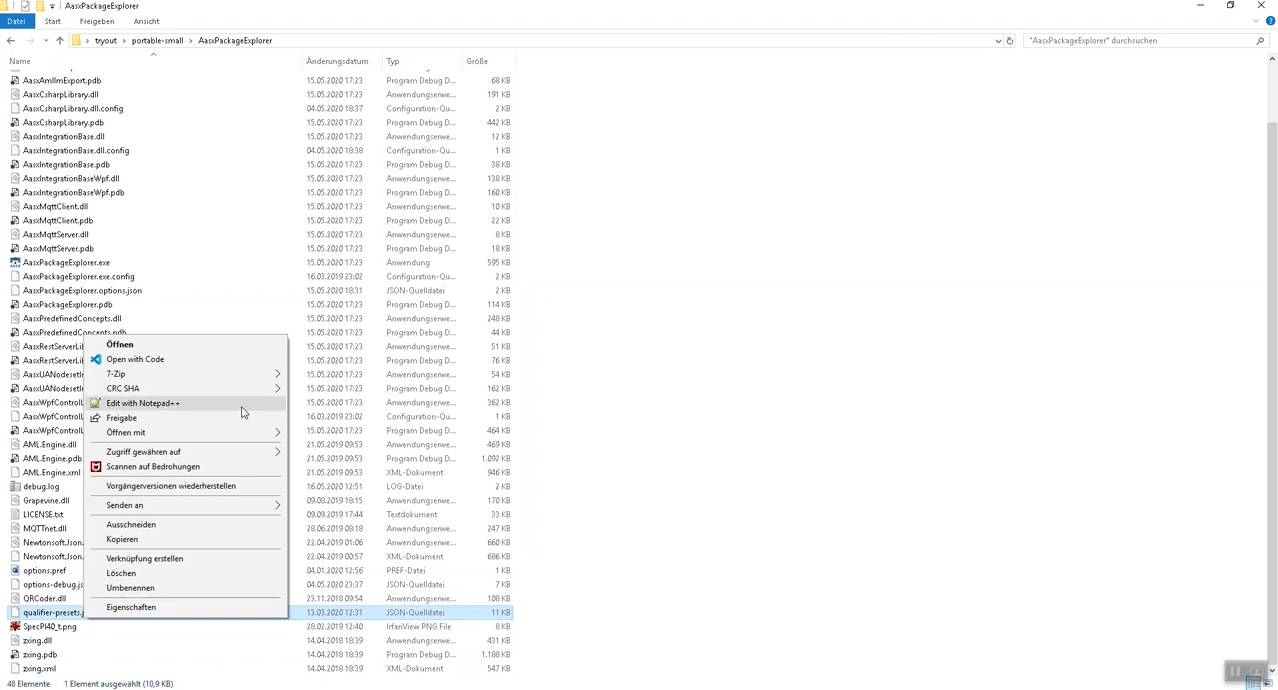 AasxPackageExplorer
Datei Start Freigeben Ansicht
tryout › portable-small › AasxPackageExplorer
"AasxPackageExplorer" durchsuchen
Name Änderungsdatum Typ Größe
AasxAmlImExport.pdb 15.05.2020 17:23 Program Debug D... 68 KB
AasxCsharpLibrary.dll 15.05.2020 17:23 Anwendungserwe... 191 KB
AasxCsharpLibrary.dll.config 04.05.2020 18:37 Configuration-Qu... 2 KB
AasxCsharpLibrary.pdb 15.05.2020 17:23 Program Debug D... 442 KB
AasxIntegrationBase.dll 15.05.2020 17:23 Anwendungserwe... 12 KB
AasxIntegrationBase.dll.config 04.05.2020 18:38 Configuration-Qu... 1 KB
AasxIntegrationBase.pdb 15.05.2020 17:23 Program Debug D... 38 KB
AasxIntegrationBaseWpf.dll 15.05.2020 17:23 Anwendungserwe... 138 KB
AasxIntegrationBaseWpf.pdb 15.05.2020 17:23 Program Debug D... 160 KB
AasxMqttClient.dll 15.05.2020 17:23 Anwendungserwe... 10 KB
AasxMqttClient.pdb 15.05.2020 17:23 Program Debug D... 22 KB
AasxMqttServer.dll 15.05.2020 17:23 Anwendungserwe... 8 KB
AasxMqttServer.pdb 15.05.2020 17:23 Program Debug D... 18 KB
AasxPackageExplorer.exe 15.05.2020 17:23 Anwendung 595 KB
AasxPackageExplorer.exe.config 16.03.2019 23:02 Configuration-Qu... 2 KB
AasxPackageExplorer.options.json 15.05.2020 18:31 JSON-Quelldatei 2 KB
AasxPackageExplorer.pdb 15.05.2020 17:23 Program Debug D... 114 KB
AasxPredefinedConcepts.dll 15.05.2020 17:23 Anwendungserwe... 248 KB
AasxPredefinedConcepts.pdb 15.05.2020 17:23 Program Debug D... 44 KB
AasxRestServerLib 15.05.2020 17:23 Anwendungserwe... 51 KB
AasxRestServerLib 15.05.2020 17:23 Program Debug D... 76 KB
AasxUANodesetIn 15.05.2020 17:23 Anwendungserwe... 54 KB
AasxUANodesetIn 15.05.2020 17:23 Program Debug D... 162 KB
AasxWpfControlL 15.05.2020 17:23 Anwendungserwe... 362 KB
AasxWpfControlL 16.03.2019 23:02 Configuration-Qu... 1 KB
AasxWpfControlL 15.05.2020 17:23 Program Debug D... 464 KB
AML.Engine.dll 21.05.2019 09:53 Anwendungserwe... 469 KB
AML.Engine.pdb 21.05.2019 09:53 Program Debug D... 1.092 KB
AML.Engine.xml 21.05.2019 09:53 XML-Dokument 946 KB
debug.log 16.05.2020 12:51 LOG-Datei 2 KB
Grapevine.dll 09.08.2019 18:15 Anwendungserwe... 170 KB
LICENSE.txt 09.09.2019 17:44 Textdokument 33 KB
MQTTnet.dll 28.06.2019 08:18 Anwendungserwe... 247 KB
Newtonsoft.Json. 22.04.2019 01:06 Anwendungserwe... 660 KB
Newtonsoft.Json. 22.04.2019 00:57 XML-Dokument 686 KB
options.pref 04.01.2020 12:56 PREF-Datei 1 KB
options-debug.js 04.05.2020 23:37 JSON-Quelldatei 7 KB
QRCoder.dll 23.11.2018 09:54 Anwendungserwe... 108 KB
qualifier-presets.j 13.03.2020 12:31 JSON-Quelldatei 11 KB
SpecPI40_t.png 28.02.2019 12:40 IrfanView PNG File 8 KB
zxing.dll 14.04.2018 18:39 Anwendungserwe... 431 KB
zxing.pdb 14.04.2018 18:39 Program Debug D... 1.188 KB
zxing.xml 14.04.2018 18:39 XML-Dokument 547 KB
Öffnen
Open with Code
7-Zip
CRC SHA
Edit with Notepad++
Freigabe
Öffnen mit
Zugriff gewähren auf
Scannen auf Bedrohungen
Vorgängerversionen wiederherstellen
Senden an
Ausschneiden
Kopieren
Verknüpfung erstellen
Löschen
Umbenennen
Eigenschaften
48 Elemente 1 Element ausgewählt (10,9 KB)